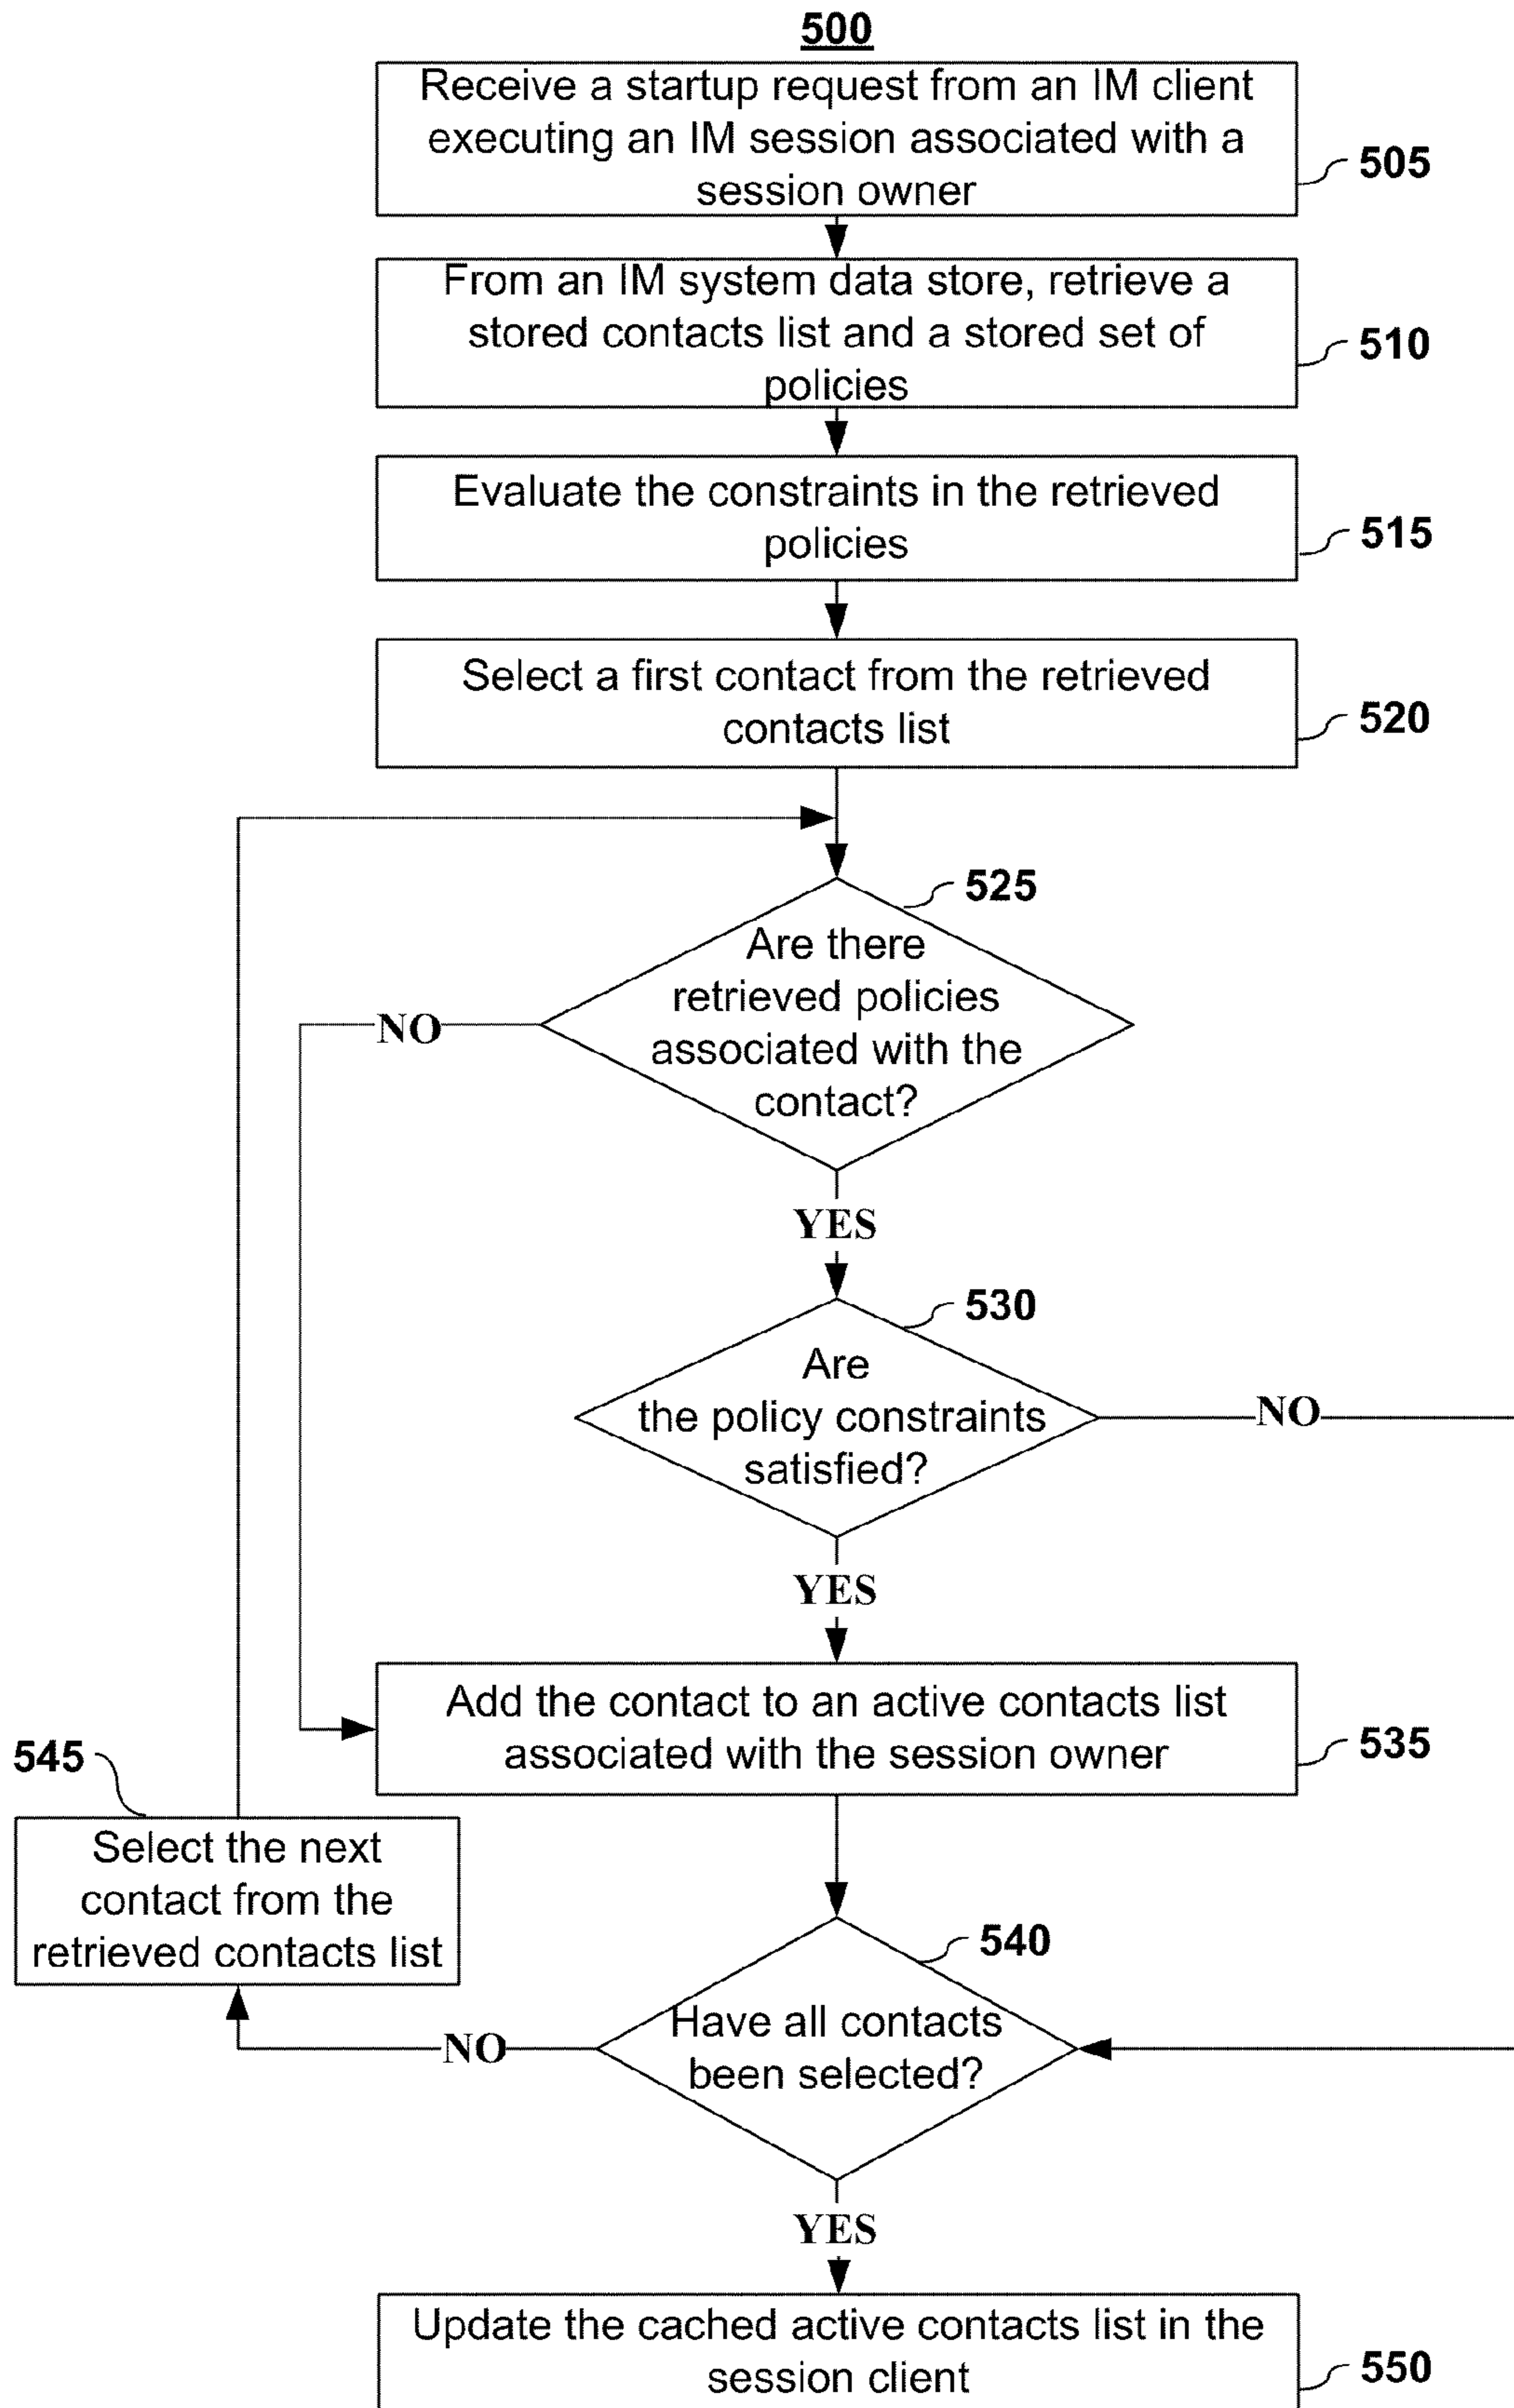 500
Receive a startup request from an IM client
executing an IM session associated with a
session owner
505
From an IM system data store, retrieve a
stored contacts list and a stored set of
policies
510
Evaluate the constraints in the retrieved
policies
515
Select a first contact from the retrieved
contacts list
520
525
Are there
retrieved policies
associated with the
contact?
NO
YES
530
Are
the policy constraints
satisfied?
NO
YES
Add the contact to an active contacts list
associated with the session owner
535
545
Select the next
contact from the
retrieved contacts list
540
Have all contacts
been selected?
NO
YES
Update the cached active contacts list in the
session client
550